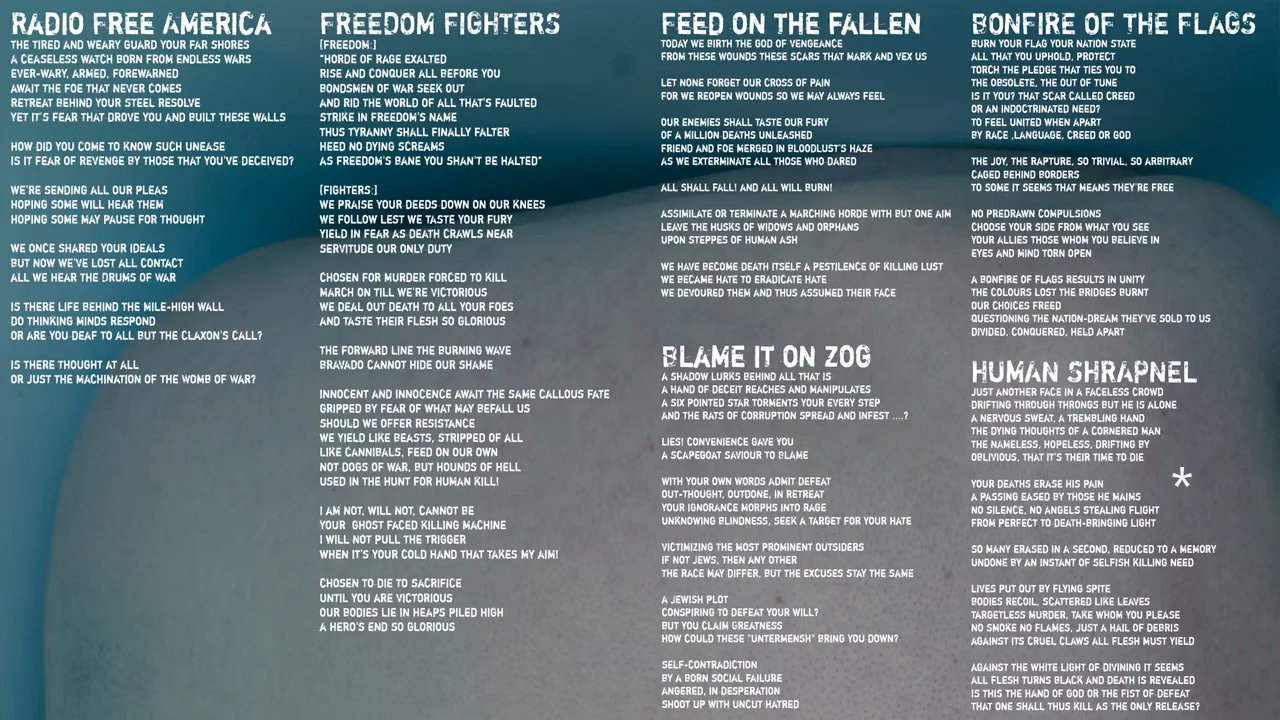 RADIO FREE AMERICA
THE TIRED AND WEARY GUARD YOUR FAR SHORES
A CEASELESS WATCH BORN FROM ENDLESS WARS
EVER-WARY, ARMED, FOREWARNED
AWAIT THE FOE THAT NEVER COMES
RETREAT BEHIND YOUR STEEL RESOLVE
YET IT'S FEAR THAT DROVE YOU AND BUILT THESE WALLS
HOW DID YOU COME TO KNOW SUCH UNEASE
IS IT FEAR OF REVENGE BY THOSE THAT YOU'VE DECEIVED?
WE'RE SENDING ALL OUR PLEAS
HOPING SOME WILL HEAR THEM
HOPING SOME MAY PAUSE FOR THOUGHT
WE ONCE SHARED YOUR IDEALS
BUT NOW WE'VE LOST ALL CONTACT
ALL WE HEAR THE DRUMS OF WAR
IS THERE LIFE BEHIND THE MILE-HIGH WALL
DO THINKING MINDS RESPOND
OR ARE YOU DEAF TO ALL BUT THE CLAXON'S CALL?
IS THERE THOUGHT AT ALL
OR JUST THE MACHINATION OF THE WOMB OF WAR?
FREEDOM FIGHTERS
[FREEDOM:]
"HORDE OF RAGE EXALTED
RISE AND CONQUER ALL BEFORE YOU
BONDSMEN OF WAR SEEK OUT
AND RID THE WORLD OF ALL THAT'S FAULTED
STRIKE IN FREEDOM'S NAME
THUS TYRANNY SHALL FINALLY FALTER
HEED NO DYING SCREAMS
AS FREEDOM'S BANE YOU SHAN'T BE HALTED"
[FIGHTERS:]
WE PRAISE YOUR DEEDS DOWN ON OUR KNEES
WE FOLLOW LEST WE TASTE YOUR FURY
YIELD IN FEAR AS DEATH CRAWLS NEAR
SERVITUDE OUR ONLY DUTY
CHOSEN FOR MURDER FORCED TO KILL
MARCH ON TILL WE'RE VICTORIOUS
WE DEAL OUT DEATH TO ALL YOUR FOES
AND TASTE THEIR FLESH SO GLORIOUS
THE FORWARD LINE THE BURNING WAVE
BRAVADO CANNOT HIDE OUR SHAME
INNOCENT AND INNOCENCE AWAIT THE SAME CALLOUS FATE
GRIPPED BY FEAR OF WHAT MAY BEFALL US
SHOULD WE OFFER RESISTANCE
WE YIELD LIKE BEASTS, STRIPPED OF ALL
LIKE CANNIBALS, FEED ON OUR OWN
NOT DOGS OF WAR, BUT HOUNDS OF HELL
USED IN THE HUNT FOR HUMAN KILL!
I AM NOT, WILL NOT, CANNOT BE
YOUR GHOST FACED KILLING MACHINE
I WILL NOT PULL THE TRIGGER
WHEN IT'S YOUR COLD HAND THAT TAKES MY AIM!
CHOSEN TO DIE TO SACRIFICE
UNTIL YOU ARE VICTORIOUS
OUR BODIES LIE IN HEAPS PILED HIGH
A HERO'S END SO GLORIOUS
FEED ON THE FALLEN
TODAY WE BIRTH THE GOD OF VENGEANCE
FROM THESE WOUNDS THESE SCARS THAT MARK AND VEX US
LET NONE FORGET OUR CROSS OF PAIN
FOR WE REOPEN WOUNDS SO WE MAY ALWAYS FEEL
OUR ENEMIES SHALL TASTE OUR FURY
OF A MILLION DEATHS UNLEASHED
FRIEND AND FOE MERGED IN BLOODLUST'S HAZE
AS WE EXTERMINATE ALL THOSE WHO DARED
ALL SHALL FALL! AND ALL WILL BURN!
ASSIMILATE OR TERMINATE A MARCHING HORDE WITH BUT ONE AIM
LEAVE THE HUSKS OF WIDOWS AND ORPHANS
UPON STEPPES OF HUMAN ASH
WE HAVE BECOME DEATH ITSELF A PESTILENCE OF KILLING LUST
WE BECAME HATE TO ERADICATE HATE
WE DEVOURED THEM AND THUS ASSUMED THEIR FACE
BLAME IT ON ZOG
A SHADOW LURKS BEHIND ALL THAT IS
A HAND OF DECEIT REACHES AND MANIPULATES
A SIX POINTED STAR TORMENTS YOUR EVERY STEP
AND THE RATS OF CORRUPTION SPREAD AND INFEST ....?
LIES! CONVENIENCE GAVE YOU
A SCAPEGOAT SAVIOUR TO BLAME
WITH YOUR OWN WORDS ADMIT DEFEAT
OUT-THOUGHT, OUTDONE, IN RETREAT
YOUR IGNORANCE MORPHS INTO RAGE
UNKNOWING BLINDNESS, SEEK A TARGET FOR YOUR HATE
VICTIMIZING THE MOST PROMINENT OUTSIDERS
IF NOT JEWS, THEN ANY OTHER
THE RACE MAY DIFFER, BUT THE EXCUSES STAY THE SAME
A JEWISH PLOT
CONSPIRING TO DEFEAT YOUR WILL?
BUT YOU CLAIM GREATNESS
HOW COULD THESE "UNTERMENSH" BRING YOU DOWN?
SELF-CONTRADICTION
BY A BORN SOCIAL FAILURE
ANGERED, IN DESPERATION
SHOOT UP WITH UNCUT HATRED
BONFIRE OF THE FLAGS
BURN YOUR FLAG YOUR NATION STATE
ALL THAT YOU UPHOLD, PROTECT
TORCH THE PLEDGE THAT TIES YOU TO
THE OBSOLETE, THE OUT OF TUNE
IS IT YOU? THAT SCAR CALLED CREED
OR AN INDOCTRINATED NEED?
TO FEEL UNITED WHEN APART
BY RACE ,LANGUAGE, CREED OR GOD
THE JOY, THE RAPTURE, SO TRIVIAL, SO ARBITRARY
CAGED BEHIND BORDERS
TO SOME IT SEEMS THAT MEANS THEY'RE FREE
NO PREDRAWN COMPULSIONS
CHOOSE YOUR SIDE FROM WHAT YOU SEE
YOUR ALLIES THOSE WHOM YOU BELIEVE IN
EYES AND MIND TORN OPEN
A BONFIRE OF FLAGS RESULTS IN UNITY
THE COLOURS LOST THE BRIDGES BURNT
OUR CHOICES FREED
QUESTIONING THE NATION-DREAM THEY'VE SOLD TO US
DIVIDED, CONQUERED, HELD APART
HUMAN SHRAPNEL
JUST ANOTHER FACE IN A FACELESS CROWD
DRIFTING THROUGH THRONGS BUT HE IS ALONE
A NERVOUS SWEAT, A TREMBLING HAND
THE DYING THOUGHTS OF A CORNERED MAN
THE NAMELESS, HOPELESS, DRIFTING BY
OBLIVIOUS, THAT IT'S THEIR TIME TO DIE
*
YOUR DEATHS ERASE HIS PAIN
A PASSING EASED BY THOSE HE MAIMS
NO SILENCE, NO ANGELS STEALING FLIGHT
FROM PERFECT TO DEATH-BRINGING LIGHT
SO MANY ERASED IN A SECOND, REDUCED TO A MEMORY
UNDONE BY AN INSTANT OF SELFISH KILLING NEED
LIVES PUT OUT BY FLYING SPITE
BODIES RECOIL, SCATTERED LIKE LEAVES
TARGETLESS MURDER, TAKE WHOM YOU PLEASE
NO SMOKE NO FLAMES, JUST A HAIL OF DEBRIS
AGAINST ITS CRUEL CLAWS ALL FLESH MUST YIELD
AGAINST THE WHITE LIGHT OF DIVINING IT SEEMS
ALL FLESH TURNS BLACK AND DEATH IS REVEALED
IS THIS THE HAND OF GOD OR THE FIST OF DEFEAT
THAT ONE SHALL THUS KILL AS THE ONLY RELEASE?